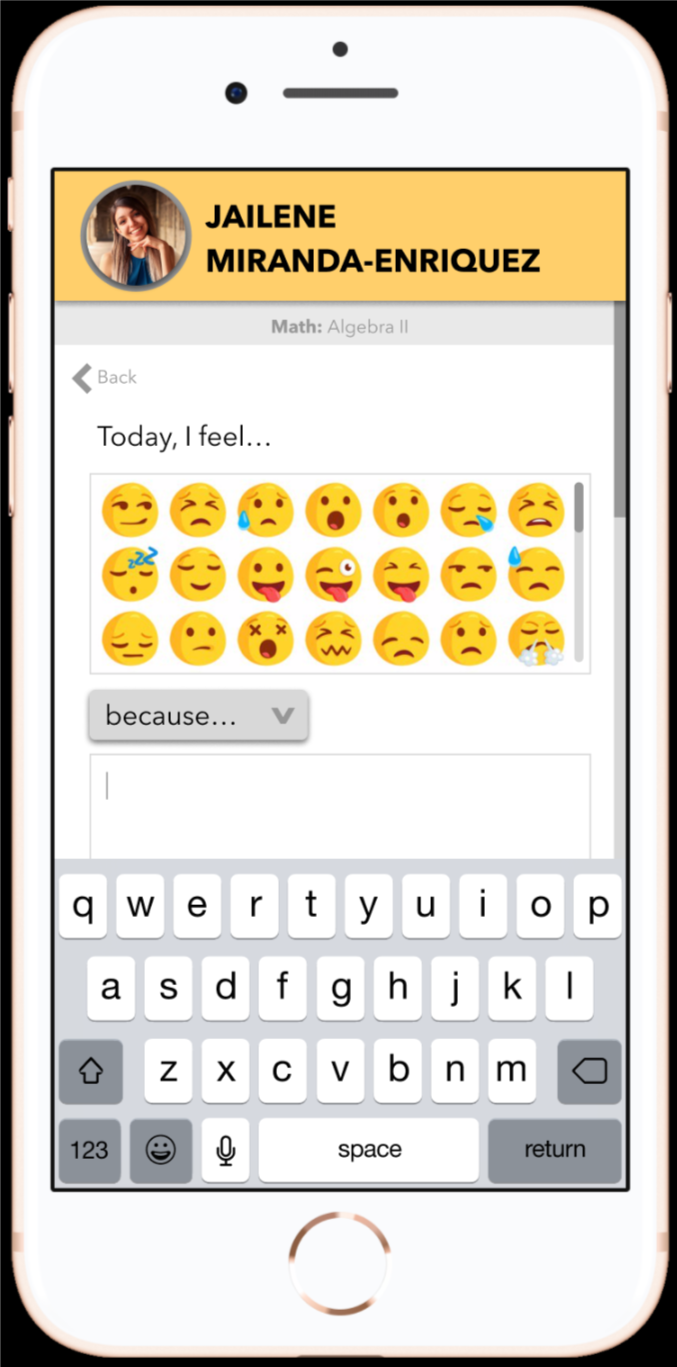 JAILENE
MIRANDA-ENRIQUEZ
Math: Algebra II
Back
Today, I feel...
because...
q w e r t y u i o p
a s d f g h j k l
z x c v b n m
123 space return